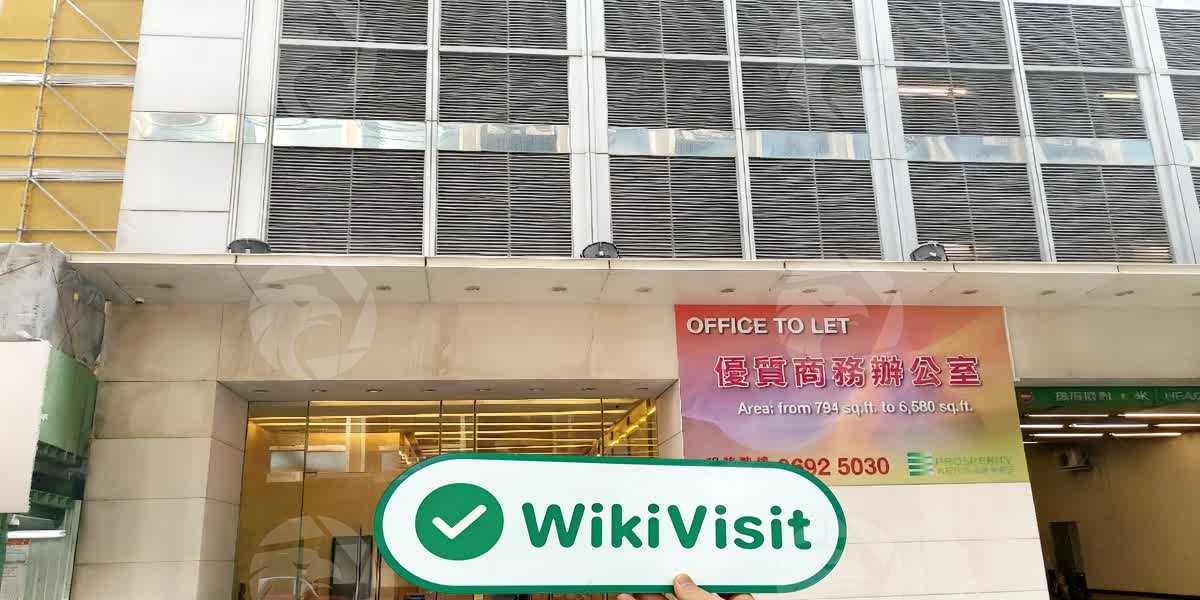 OFFICE TO LET
優質商務辦公室
Area: from 794 sq.ft. to 6,580 sq.ft.
2692 5030
PROSPERITY
WikiVisit